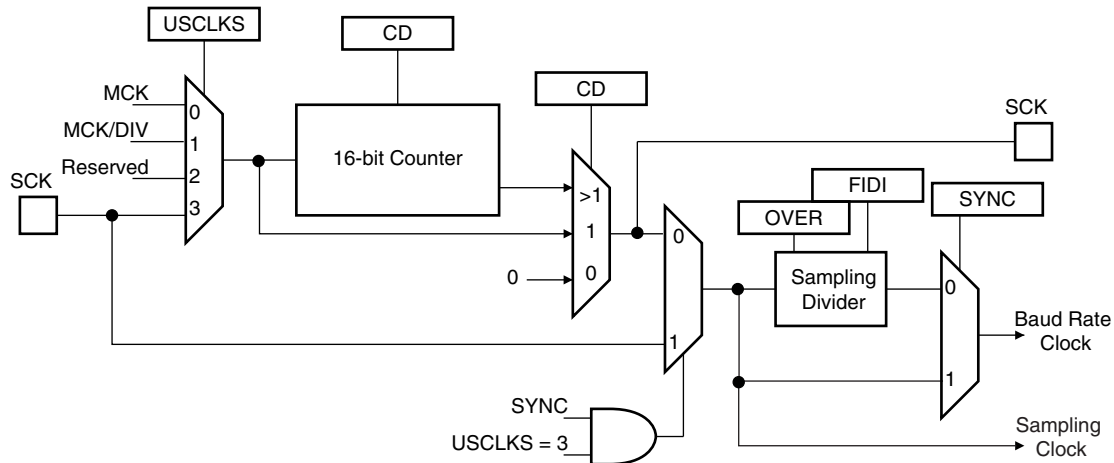 USCLKS
CD
CD
MCK
MCK/DIV
Reserved
SCK
0
1
2
3
16-bit Counter
>1
1
0
0
SCK
FIDI
OVER
SYNC
0
1
Sampling
Divider
0
1
Baud Rate
Clock
SYNC
USCLKS = 3
Sampling
Clock